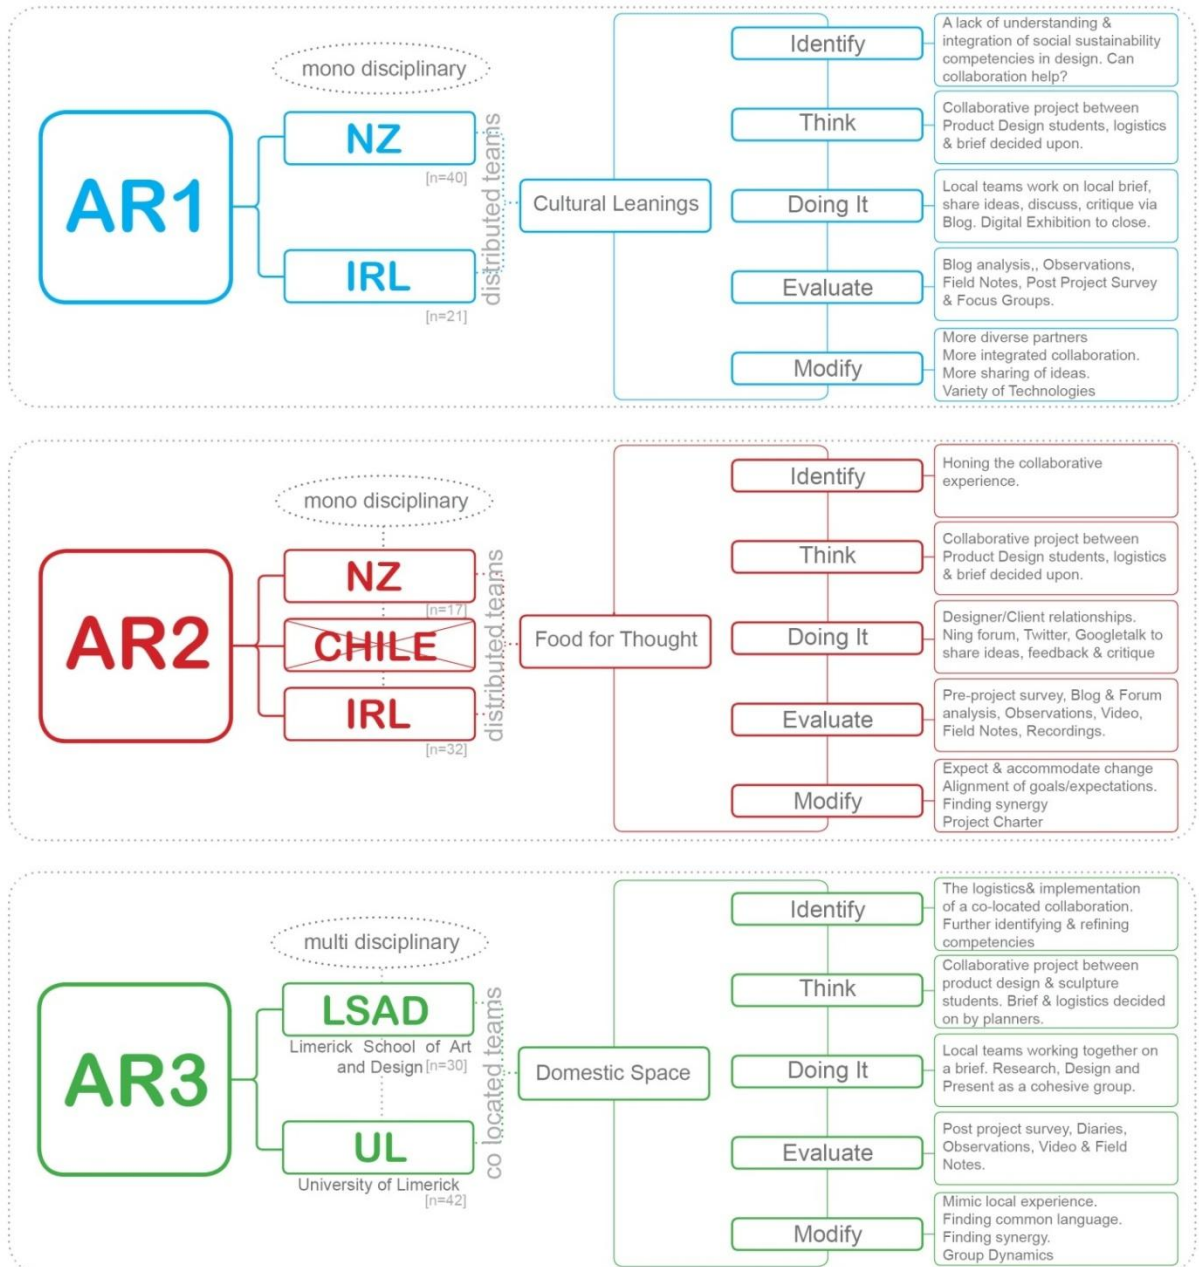 mono disciplinary
AR1
NZ
[n=40]
IRL
[n=21]
distributed teams
Cultural Leanings
Identify
A lack of understanding &
integration of social sustainability
competencies in design. Can
collaboration help?
Think
Collaborative project between
Product Design students, logistics
& brief decided upon.
Doing It
Local teams work on local brief,
share ideas, discuss, critique via
Blog. Digital Exhibition to close.
Evaluate
Blog analysis,, Observations,
Field Notes, Post Project Survey
& Focus Groups.
Modify
More diverse partners
More integrated collaboration.
More sharing of ideas.
Variety of Technologies
mono disciplinary
AR2
NZ
[n=17]
CHILE
IRL
[n=32]
distributed teams
Food for Thought
Identify
Honing the collaborative
experience.
Think
Collaborative project between
Product Design students, logistics
& brief decided upon.
Doing It
Designer/Client relationships.
Ning forum, Twitter, Googletalk to
share ideas, feedback & critique
Evaluate
Pre-project survey, Blog & Forum
analysis, Observations, Video,
Field Notes, Recordings.
Modify
Expect & accommodate change
Alignment of goals/expectations.
Finding synergy
Project Charter
multi disciplinary
AR3
LSAD
Limerick School of Art
and Design [n=30]
UL
University of Limerick
[n=42]
co located teams
Domestic Space
Identify
The logistics& implementation
of a co-located collaboration.
Further identifying & refining
competencies
Think
Collaborative project between
product design & sculpture
students. Brief & logistics decided
on by planners.
Doing It
Local teams working together on
a brief. Research, Design and
Present as a cohesive group.
Evaluate
Post project survey, Diaries,
Observations, Video & Field
Notes.
Modify
Mimic local experience.
Finding common language.
Finding synergy.
Group Dynamics